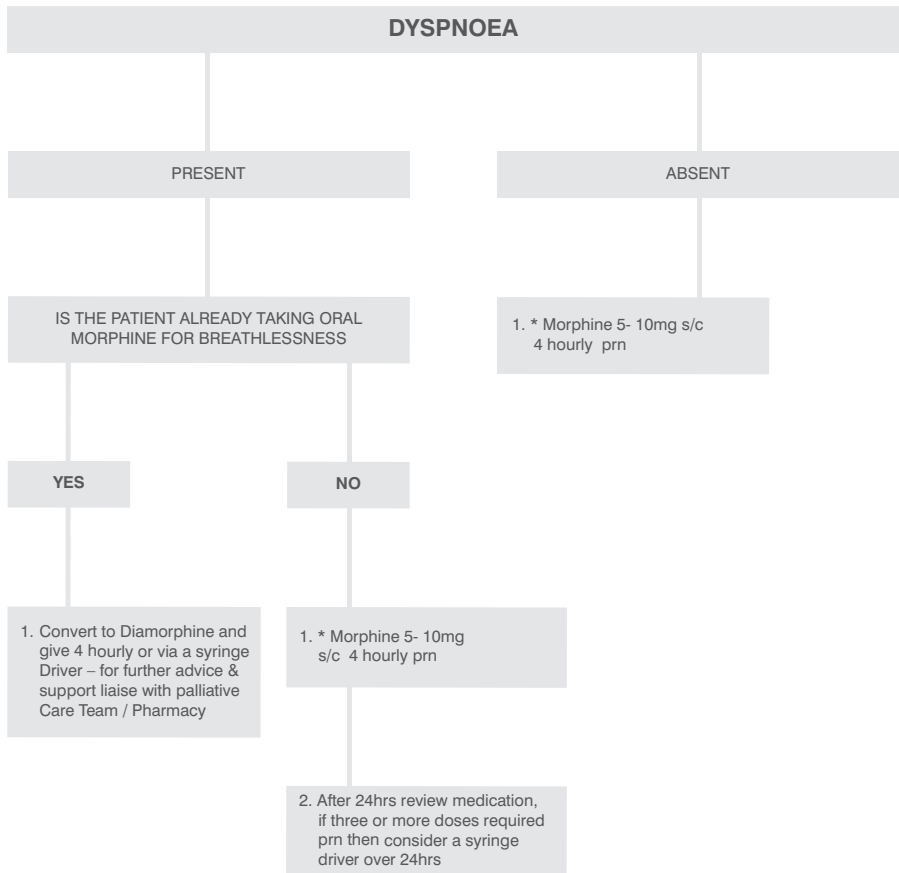 DYSPNOEA
PRESENT
ABSENT
IS THE PATIENT ALREADY TAKING ORAL
MORPHINE FOR BREATHLESSNESS
1. * Morphine 5- 10mg s/c
4 hourly prn
YES
NO
1. Convert to Diamorphine and
give 4 hourly or via a syringe
Driver – for further advice &
support liaise with palliative
Care Team / Pharmacy
1. * Morphine 5- 10mg
s/c 4 hourly prn
2. After 24hrs review medication,
if three or more doses required
prn then consider a syringe
driver over 24hrs